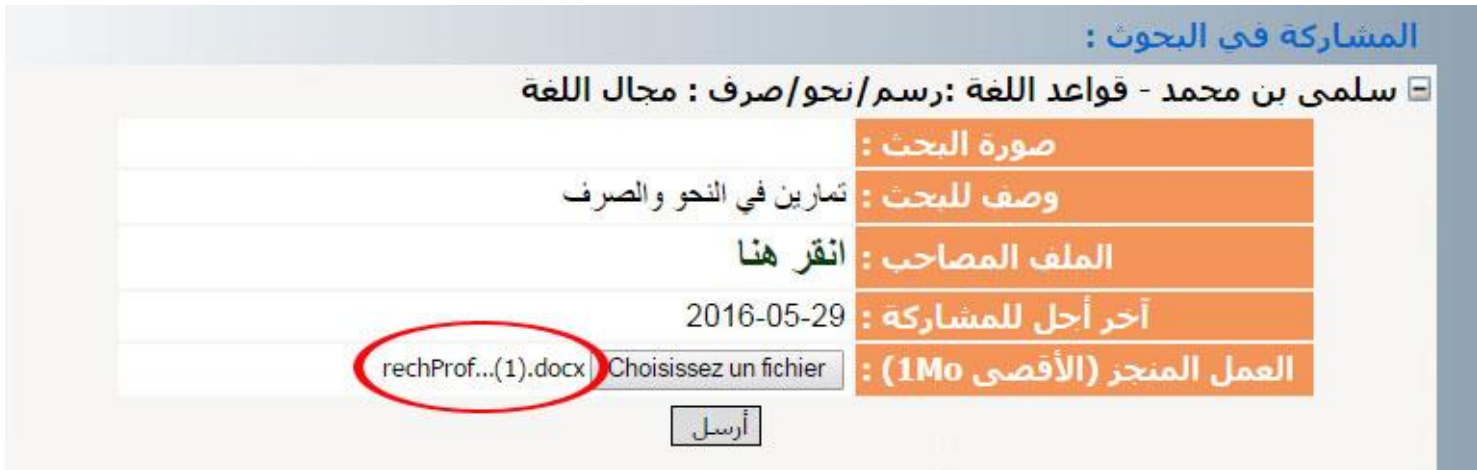 المشاركة في البحوث :
سلمى بن محمد - قواعد اللغة :رسم/نحو/صرف : مجال اللغة
صورة البحث :
وصف للبحث : تمارين في النحو والصرف
الملف المصاحب : انقر هنا
آخر أجل للمشاركة : 2016-05-29
العمل المنجز (الأقصى 1Mo) : Choisissez un fichier rechProf...(1).docx
أرسل